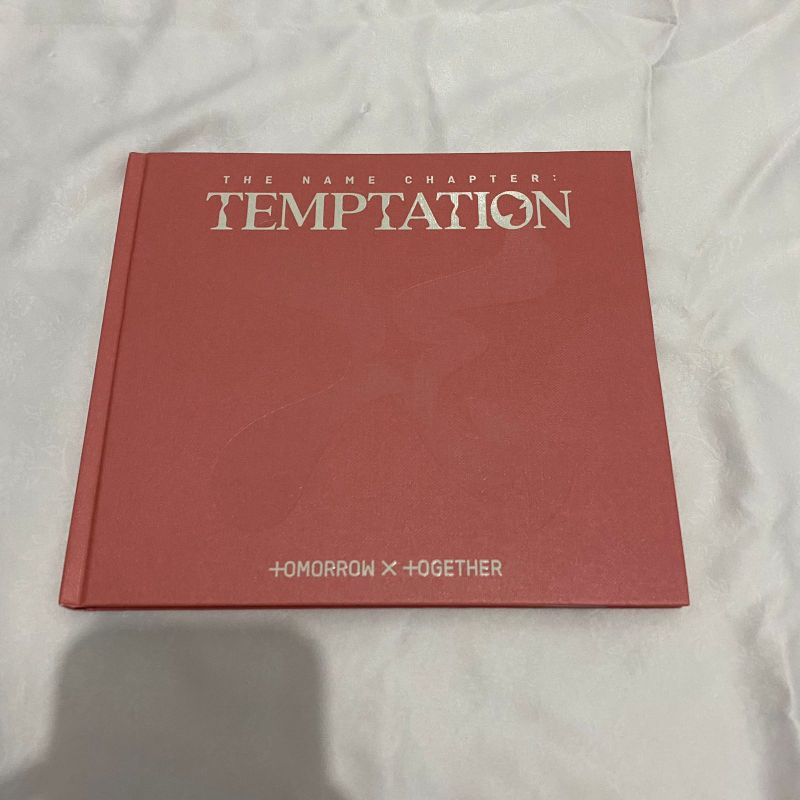 THE NAME CHAPTER:
TEMPTATION
TOMORROW X TOGETHER